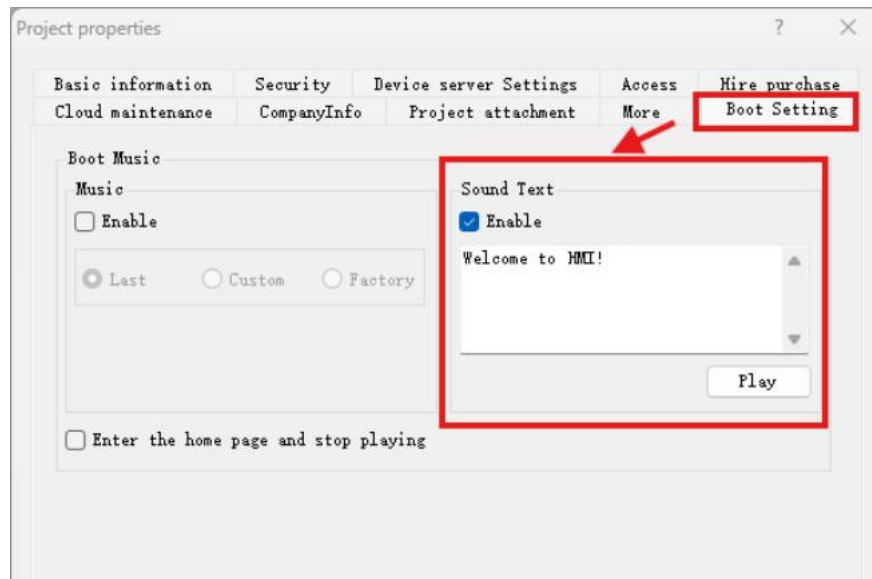 Project properties
Basic information Security Device server Settings Access Hire purchase
Cloud maintenance CompanyInfo Project attachment More Boot Setting
Boot Music
Music
Enable
Last Custom Factory
Sound Text
Enable
Welcome to HMI!
Play
Enter the home page and stop playing